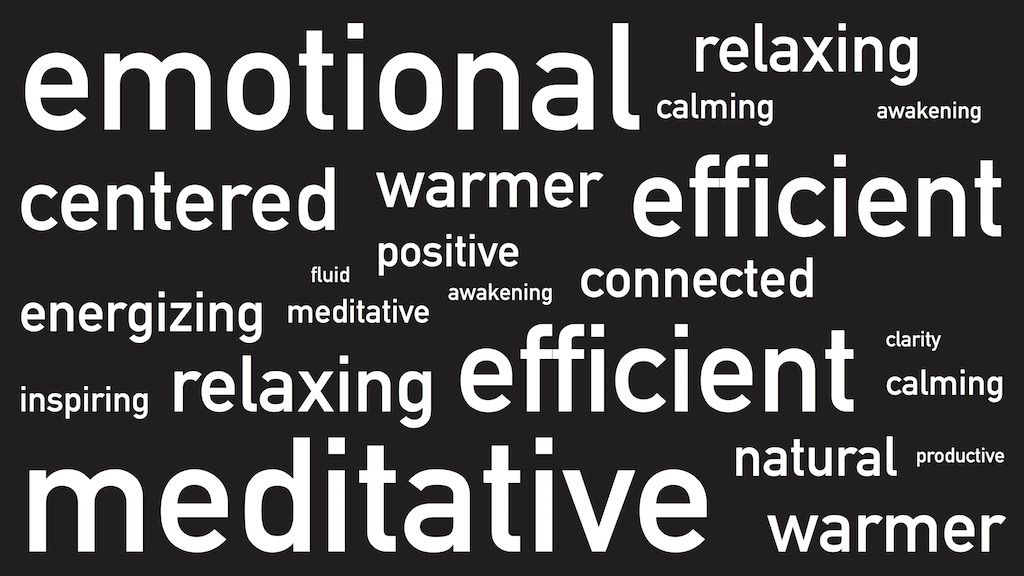 emotional
relaxing
calming
awakening
centered
warmer
efficient
positive
fluid
connected
energizing
meditative
awakening
efficient
clarity
inspiring
relaxing
calming
meditative
natural
productive
warmer